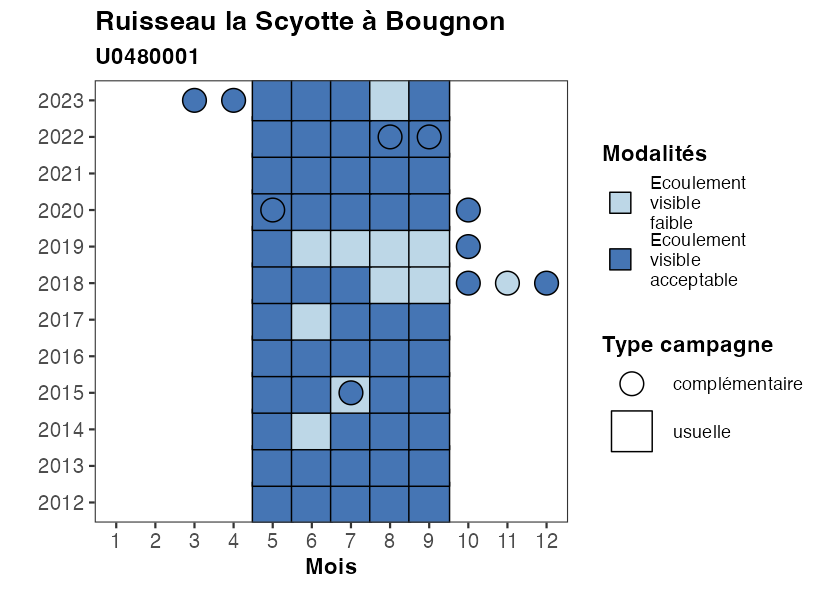 Ruisseau la Scyotte à Bougnon
U0480001
2023
2022
2021
2020
2019
2018
2017
2016
2015
2014
2013
2012
1 2 3 4 5 6 7 8 9 10 11 12
Mois
Modalités
Ecoulement
visible
faible
Ecoulement
visible
acceptable
Type campagne
complémentaire
usuelle